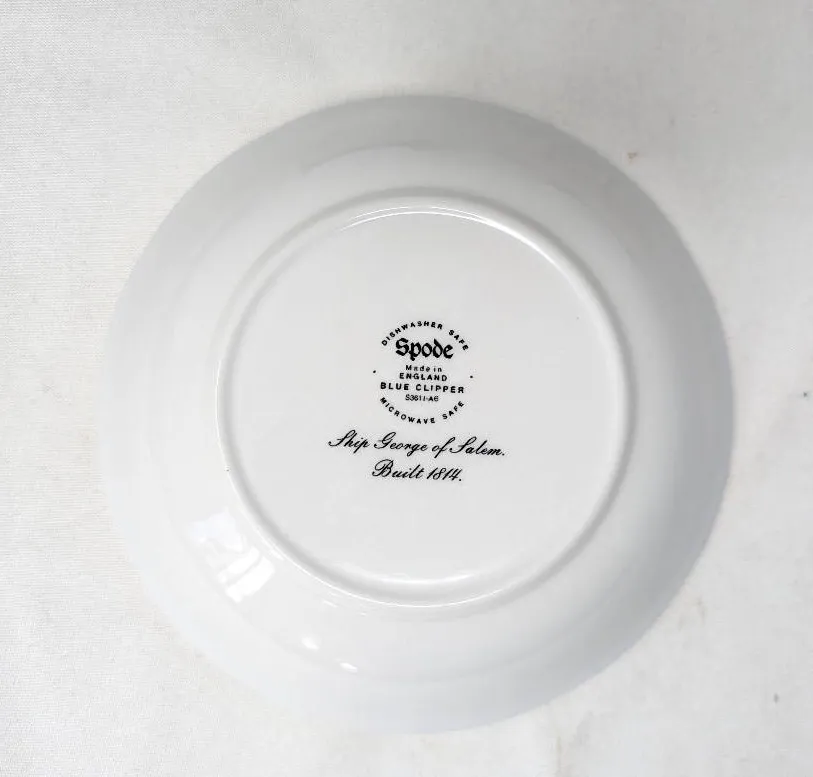 DISHWASHER SAFE
Spode
Made in
ENGLAND
BLUE CLIPPER
S3611-A6
MICROWAVE SAFE
Ship George of Salem.
Built 1814.